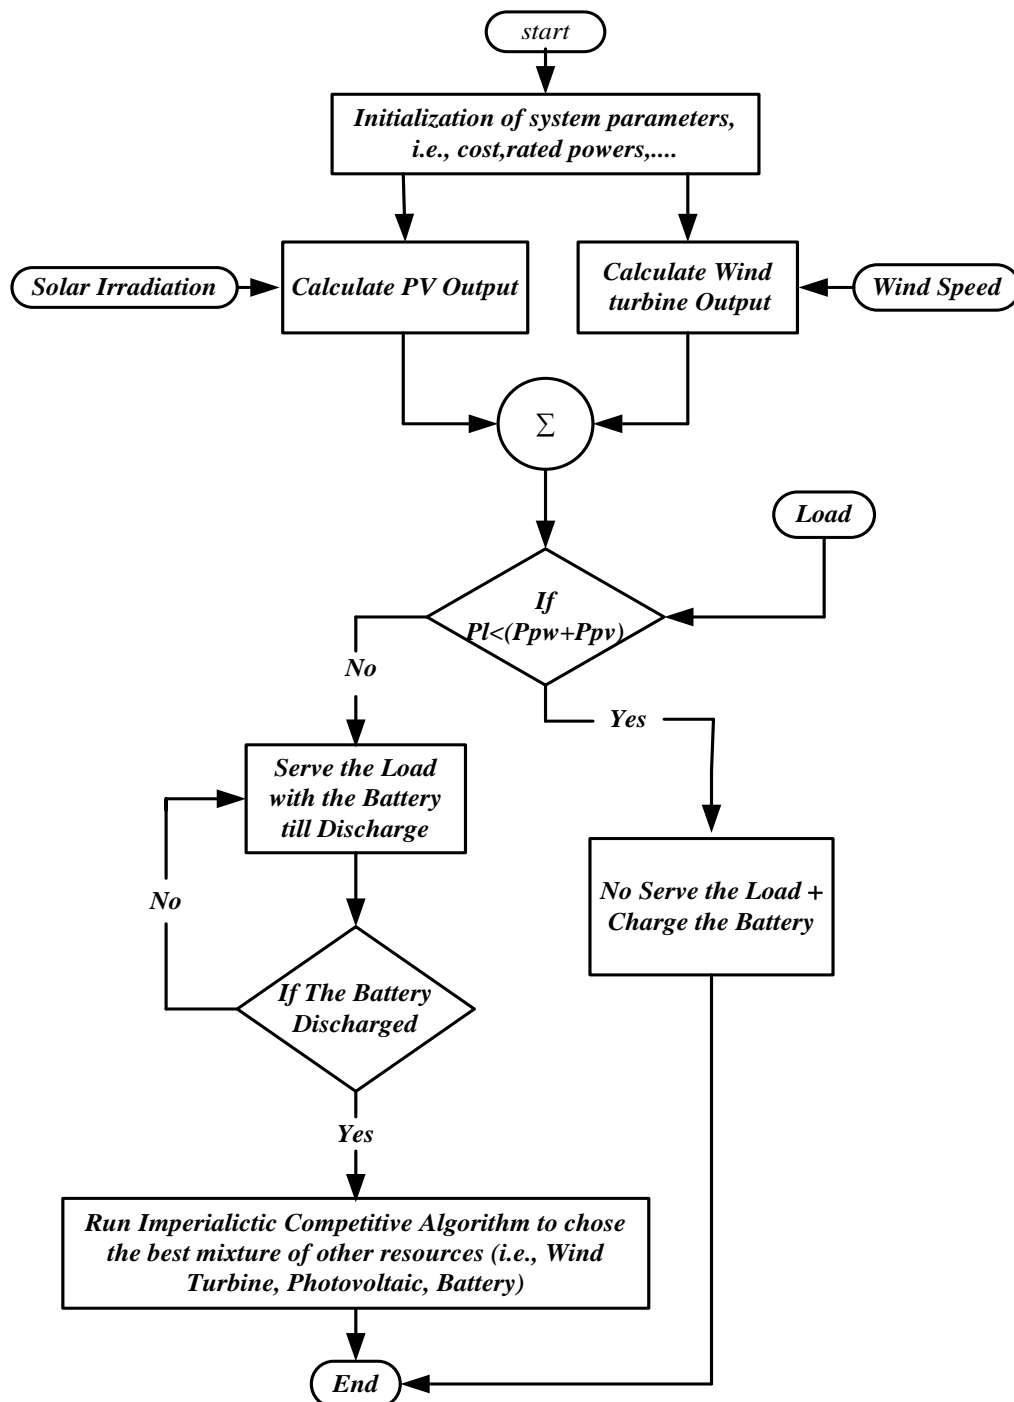 start
Initialization of system parameters,
i.e., cost,rated powers,....
Solar Irradiation
Calculate PV Output
Calculate Wind
turbine Output
Wind Speed
Σ
Load
If
Pl<(Ppw+Ppv)
No
Yes
Serve the Load
with the Battery
till Discharge
No Serve the Load +
Charge the Battery
No
If The Battery
Discharged
Yes
Run Imperialictic Competitive Algorithm to chose
the best mixture of other resources (i.e., Wind
Turbine, Photovoltaic, Battery)
End